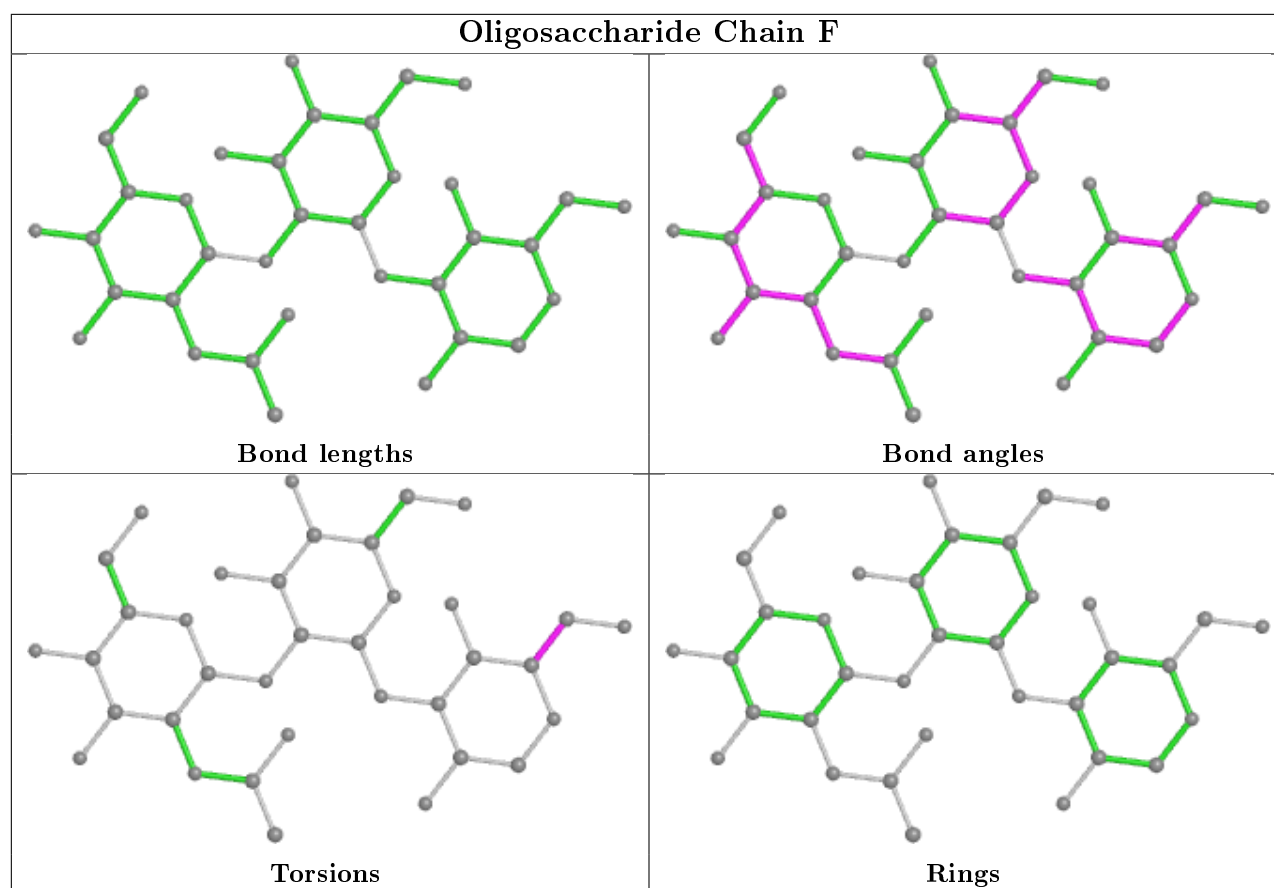 Oligosaccharide Chain F
Bond lengths
Bond angles
Torsions
Rings